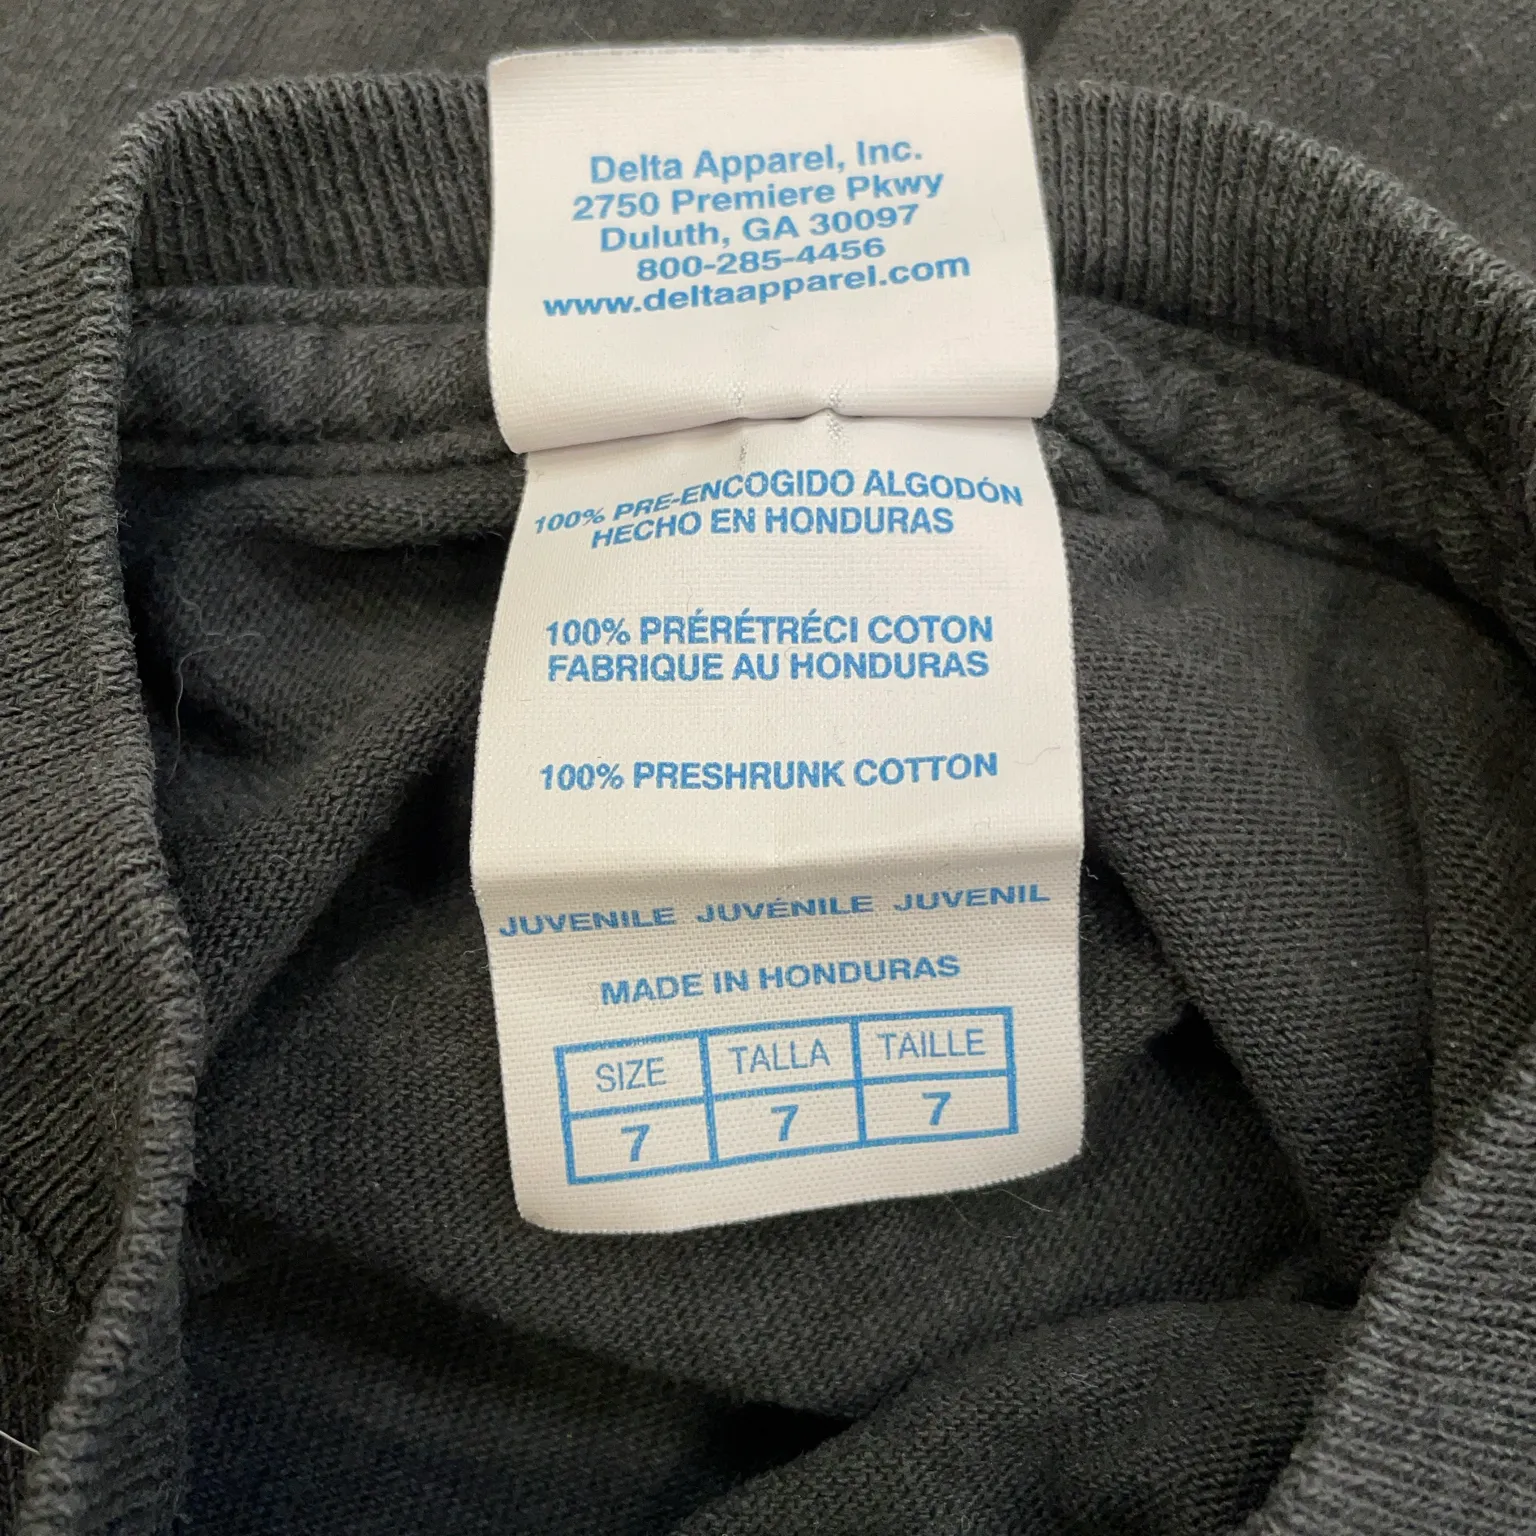 Delta Apparel, Inc.
2750 Premiere Pkwy
Duluth, GA 30097
800-285-4456
www.deltaapparel.com
100% PRE-ENCOGIDO ALGODÓN
HECHO EN HONDURAS
100% PRÉRÉTRÉCI COTON
FABRIQUE AU HONDURAS
100% PRESHRUNK COTTON
JUVENILE JUVÉNILE JUVENIL
MADE IN HONDURAS
SIZE TALLA TAILLE
7 7 7